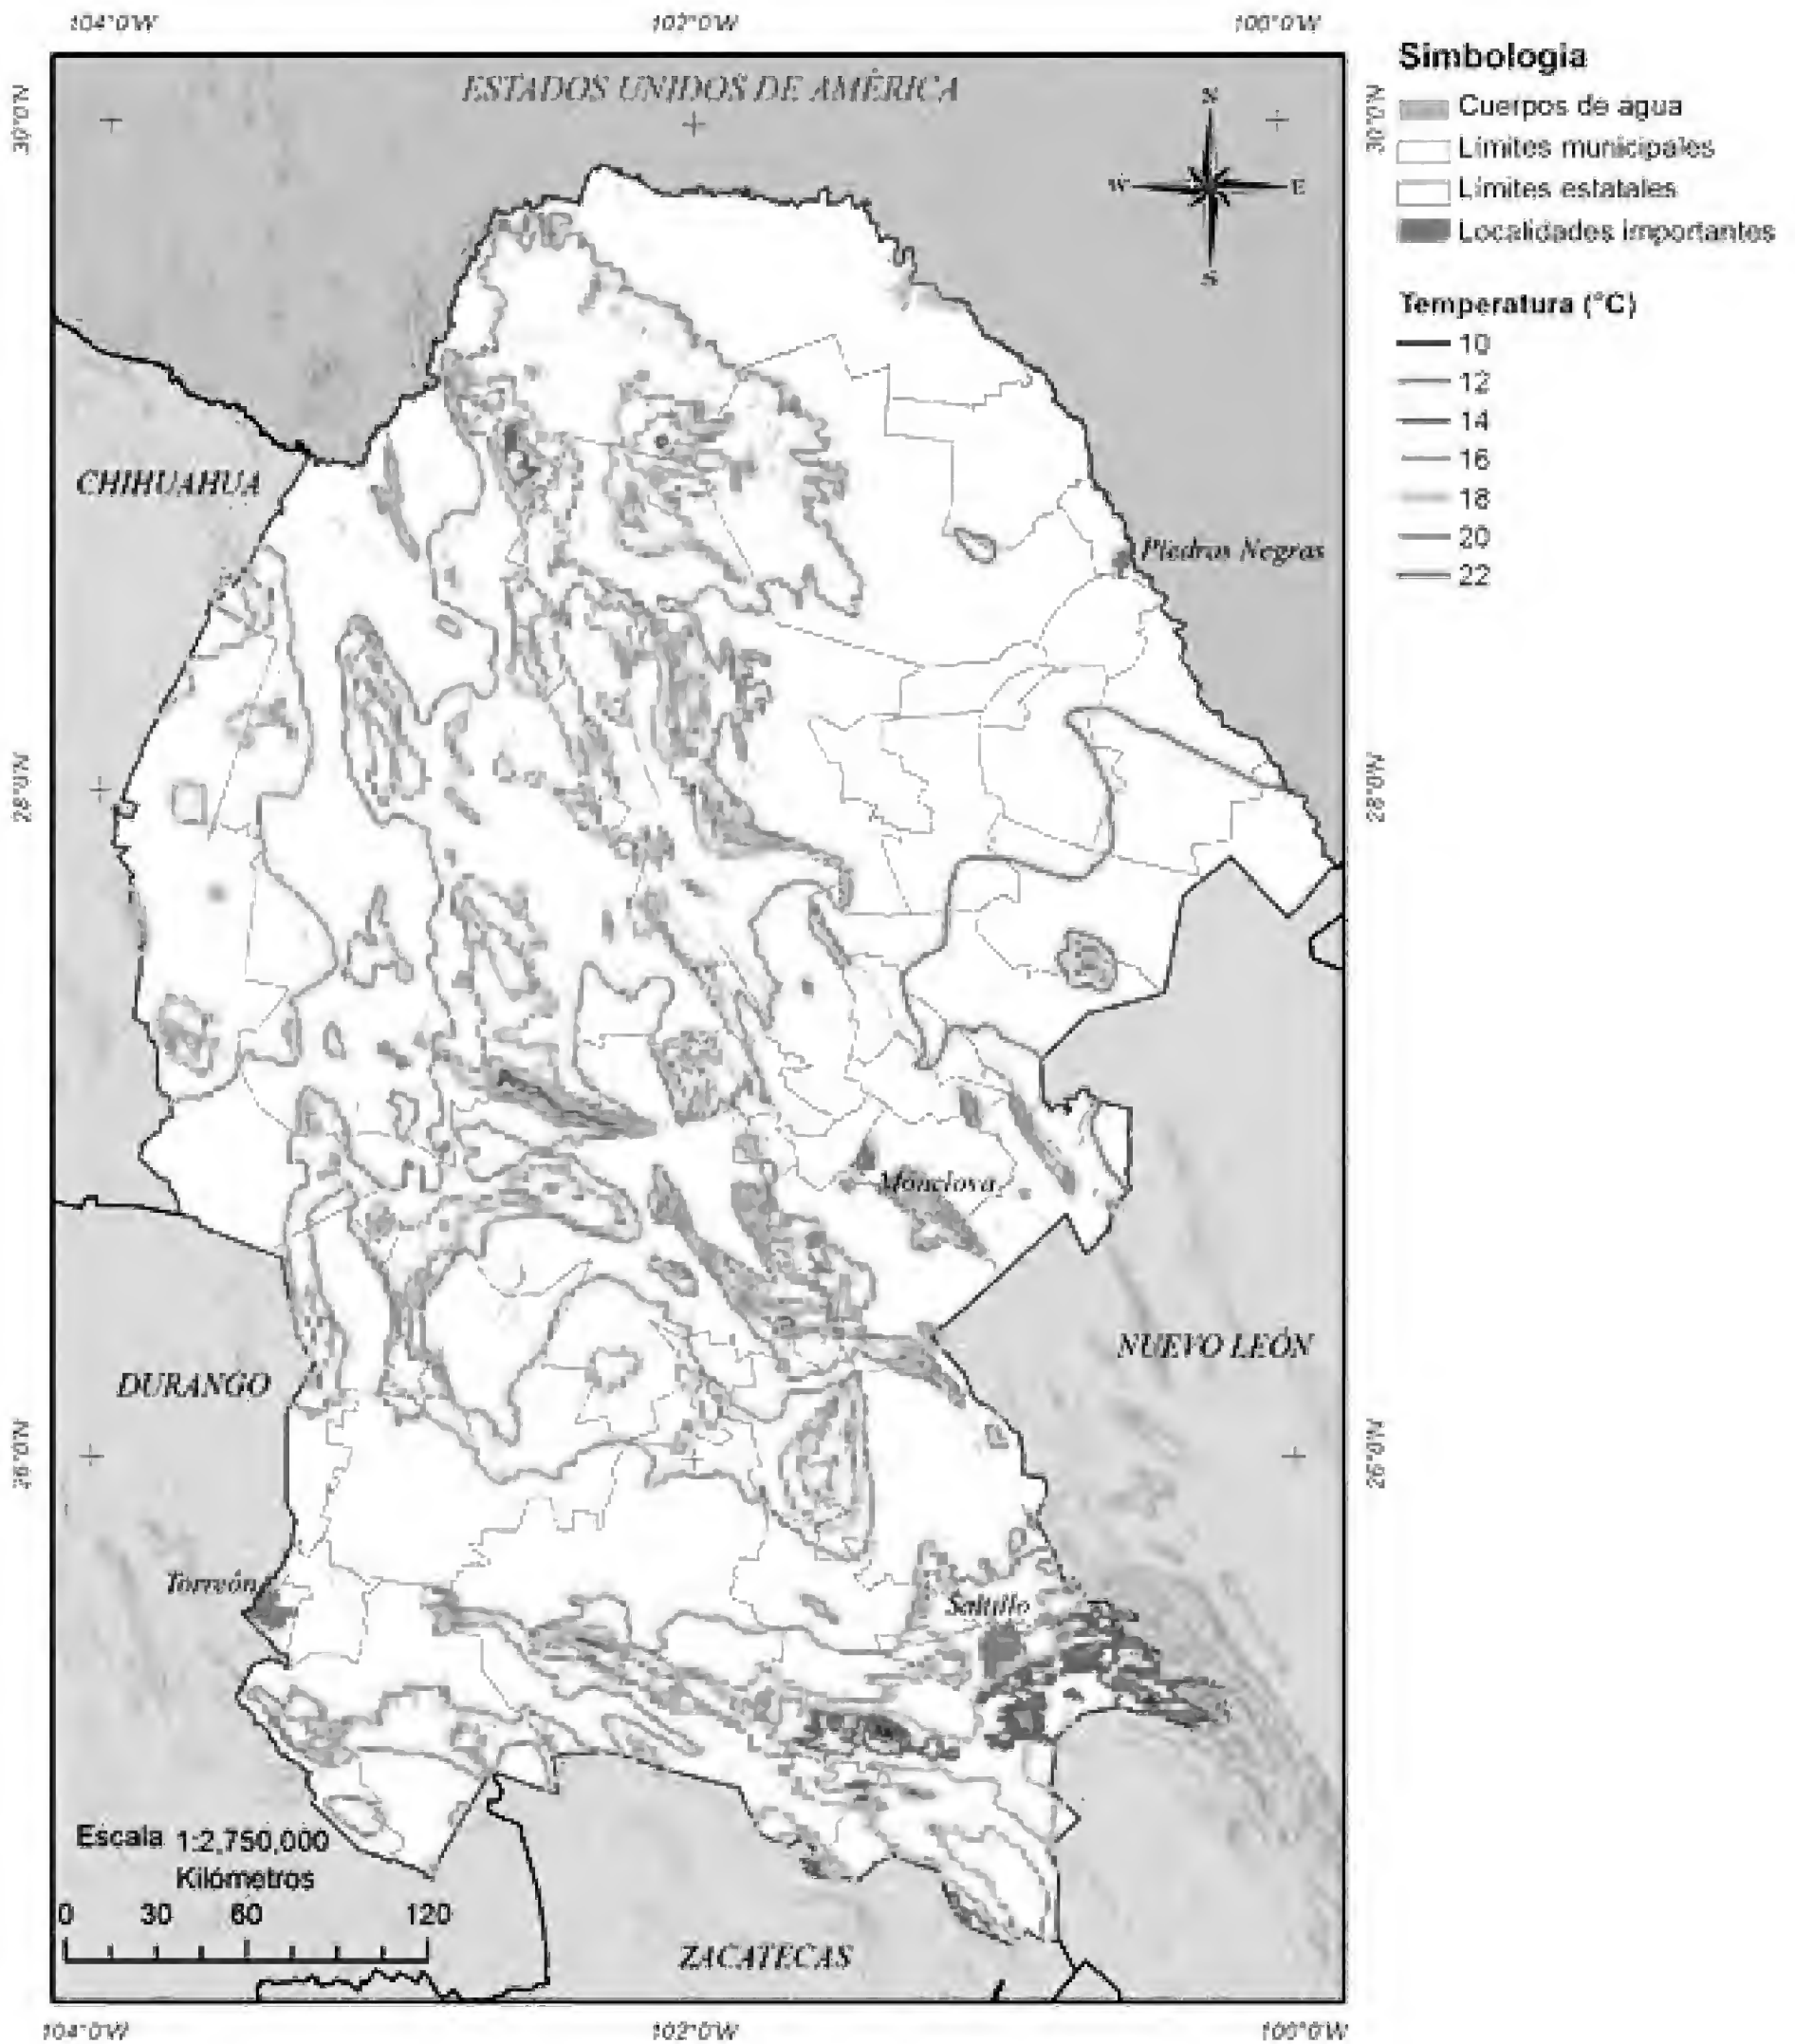 104°0'W 102°0'W 100°0'W
ESTADOS UNIDOS DE AMÉRICA
30°0'N
30°0'N
N
W E
S
CHIHUAHUA
Piedras Negras
28°0'N
28°0'N
Monclova
NUEVO LEÓN
DURANGO
26°0'N
26°0'N
Torreón
Saltillo
Escala 1:2,750,000
Kilómetros
0 30 60 120
ZACATECAS
104°0'W 102°0'W 100°0'W
Simbología
Cuerpos de agua
Límites municipales
Límites estatales
Localidades importantes
Temperatura (°C)
10
12
14
16
18
20
22